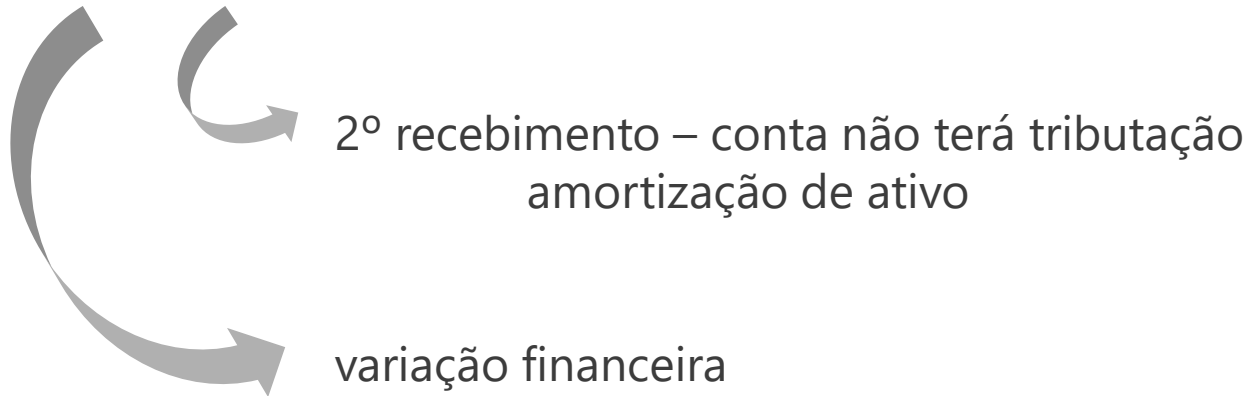 2º recebimento – conta não terá tributação
amortização de ativo
variação financeira